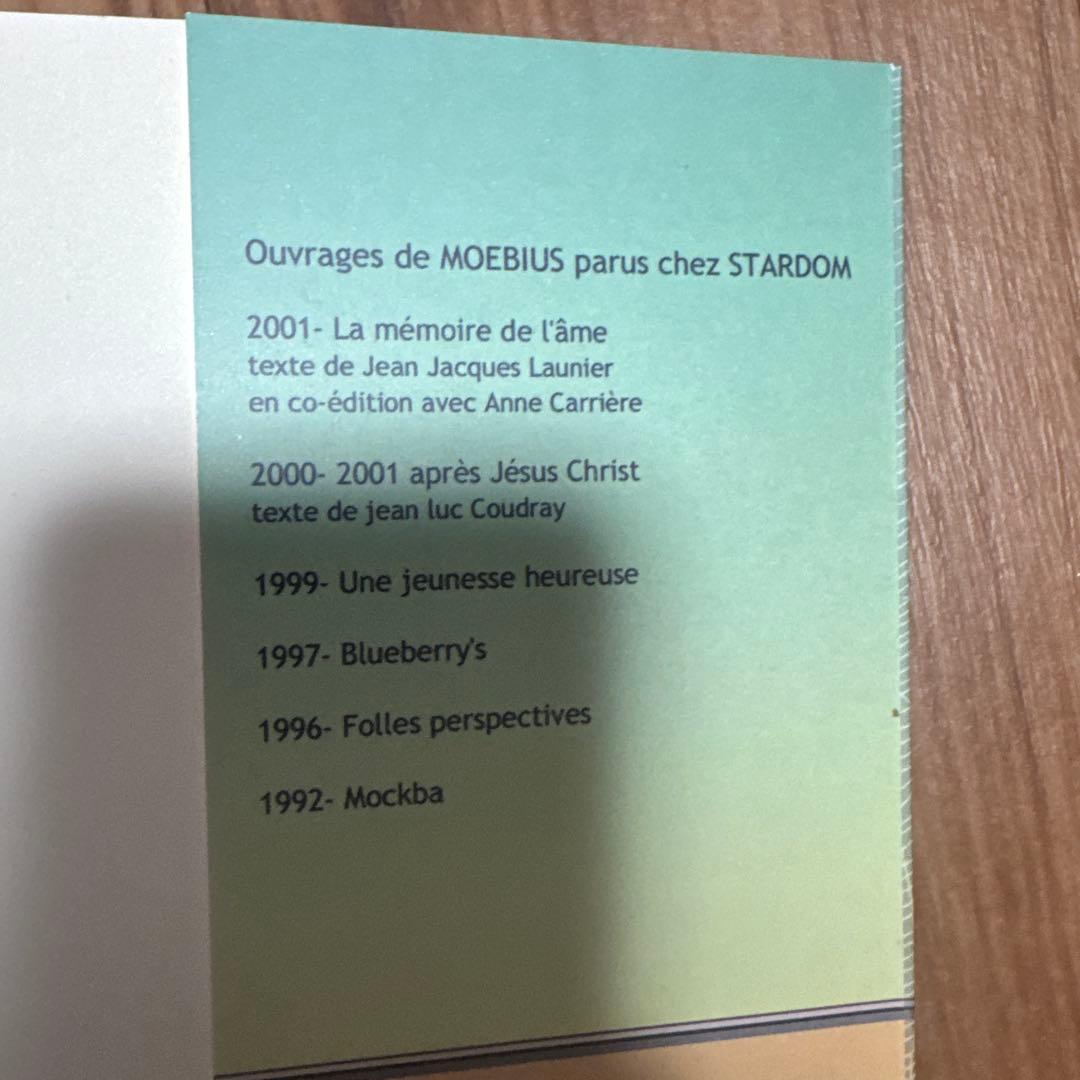 Ouvrages de MOEBIUS parus chez STARDOM
2001- La mémoire de l'âme
texte de Jean Jacques Launier
en co-édition avec Anne Carrière
2000- 2001 après Jésus Christ
texte de jean luc Coudray
1999- Une jeunesse heureuse
1997- Blueberry's
1996- Folles perspectives
1992- Mockba